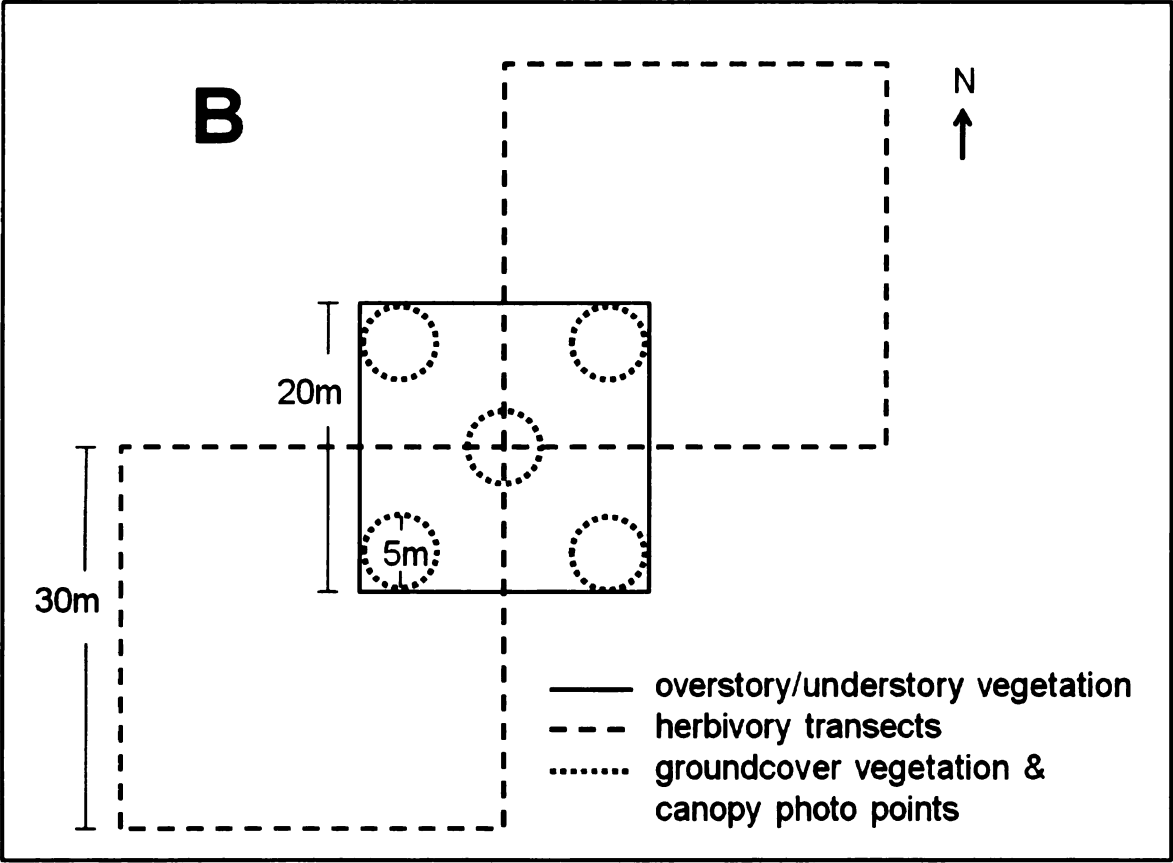 B
N
20m
5m
30m
overstory/understory vegetation
herbivory transects
groundcover vegetation &
canopy photo points